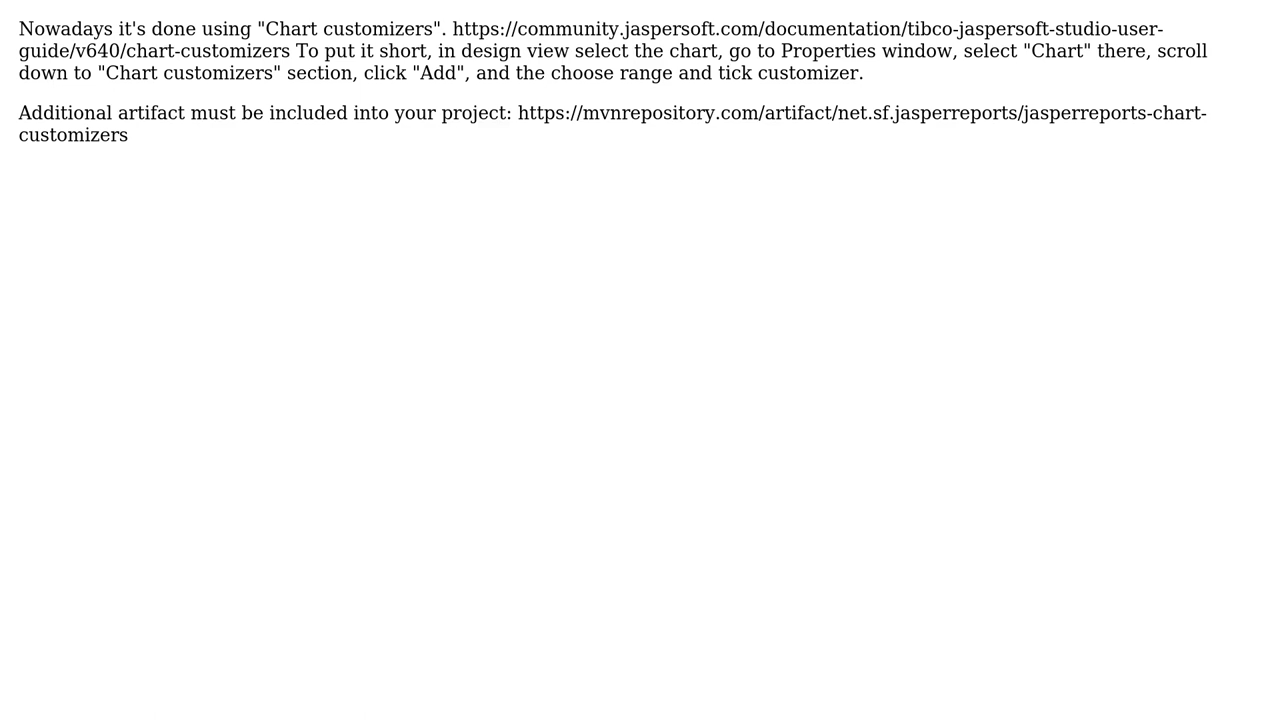 Nowadays it's done using "Chart customizers". https://community.jaspersoft.com/documentation/tibco-jaspersoft-studio-user-
guide/v640/chart-customizers To put it short, in design view select the chart, go to Properties window, select "Chart" there, scroll
down to "Chart customizers" section, click "Add", and the choose range and tick customizer.
Additional artifact must be included into your project: https://mvnrepository.com/artifact/net.sf.jasperreports/jasperreports-chart-
customizers